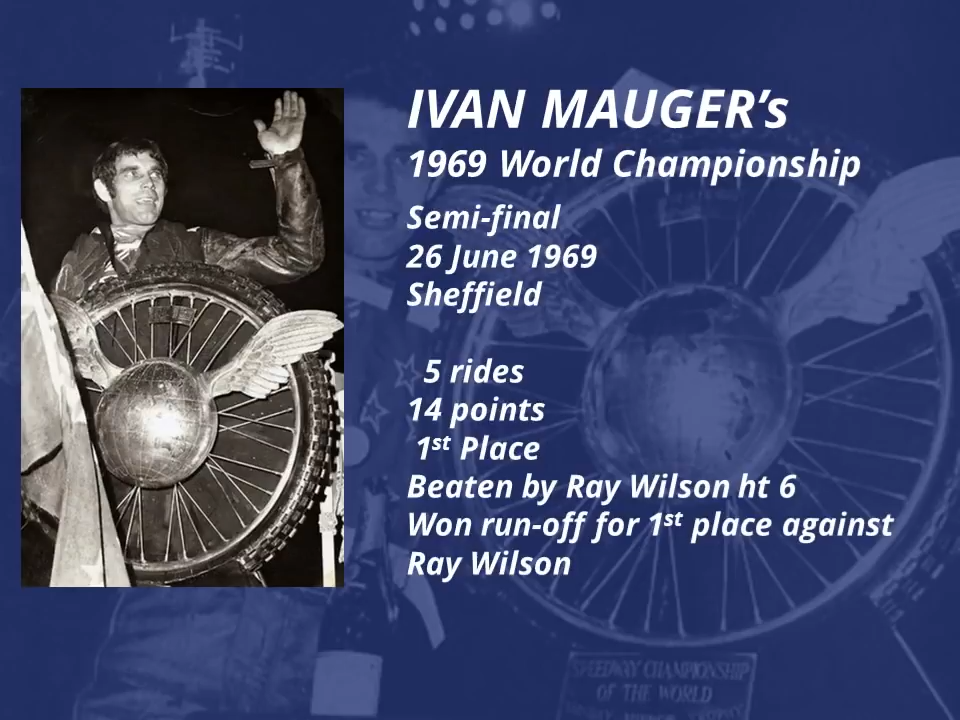 IVAN MAUGER’s
1969 World Championship
Semi-final
26 June 1969
Sheffield
5 rides
14 points
1st Place
Beaten by Ray Wilson ht 6
Won run-off for 1st place against
Ray Wilson
SPEEDWAY CHAMPIONSHIP
OF THE WORLD